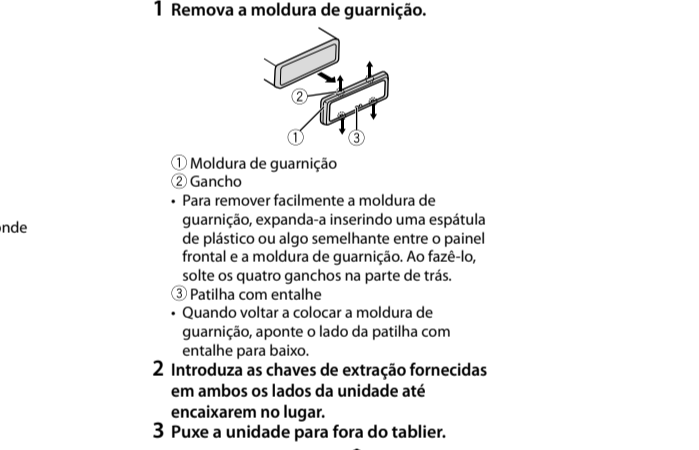 1 Remova a moldura de guarnição.
2
1
3
① Moldura de guarnição
② Gancho
• Para remover facilmente a moldura de
guarnição, expanda-a inserindo uma espátula
de plástico ou algo semelhante entre o painel
frontal e a moldura de guarnição. Ao fazê-lo,
solte os quatro ganchos na parte de trás.
③ Patilha com entalhe
• Quando voltar a colocar a moldura de
guarnição, aponte o lado da patilha com
entalhe para baixo.
2 Introduza as chaves de extração fornecidas
em ambos os lados da unidade até
encaixarem no lugar.
3 Puxe a unidade para fora do tablier.